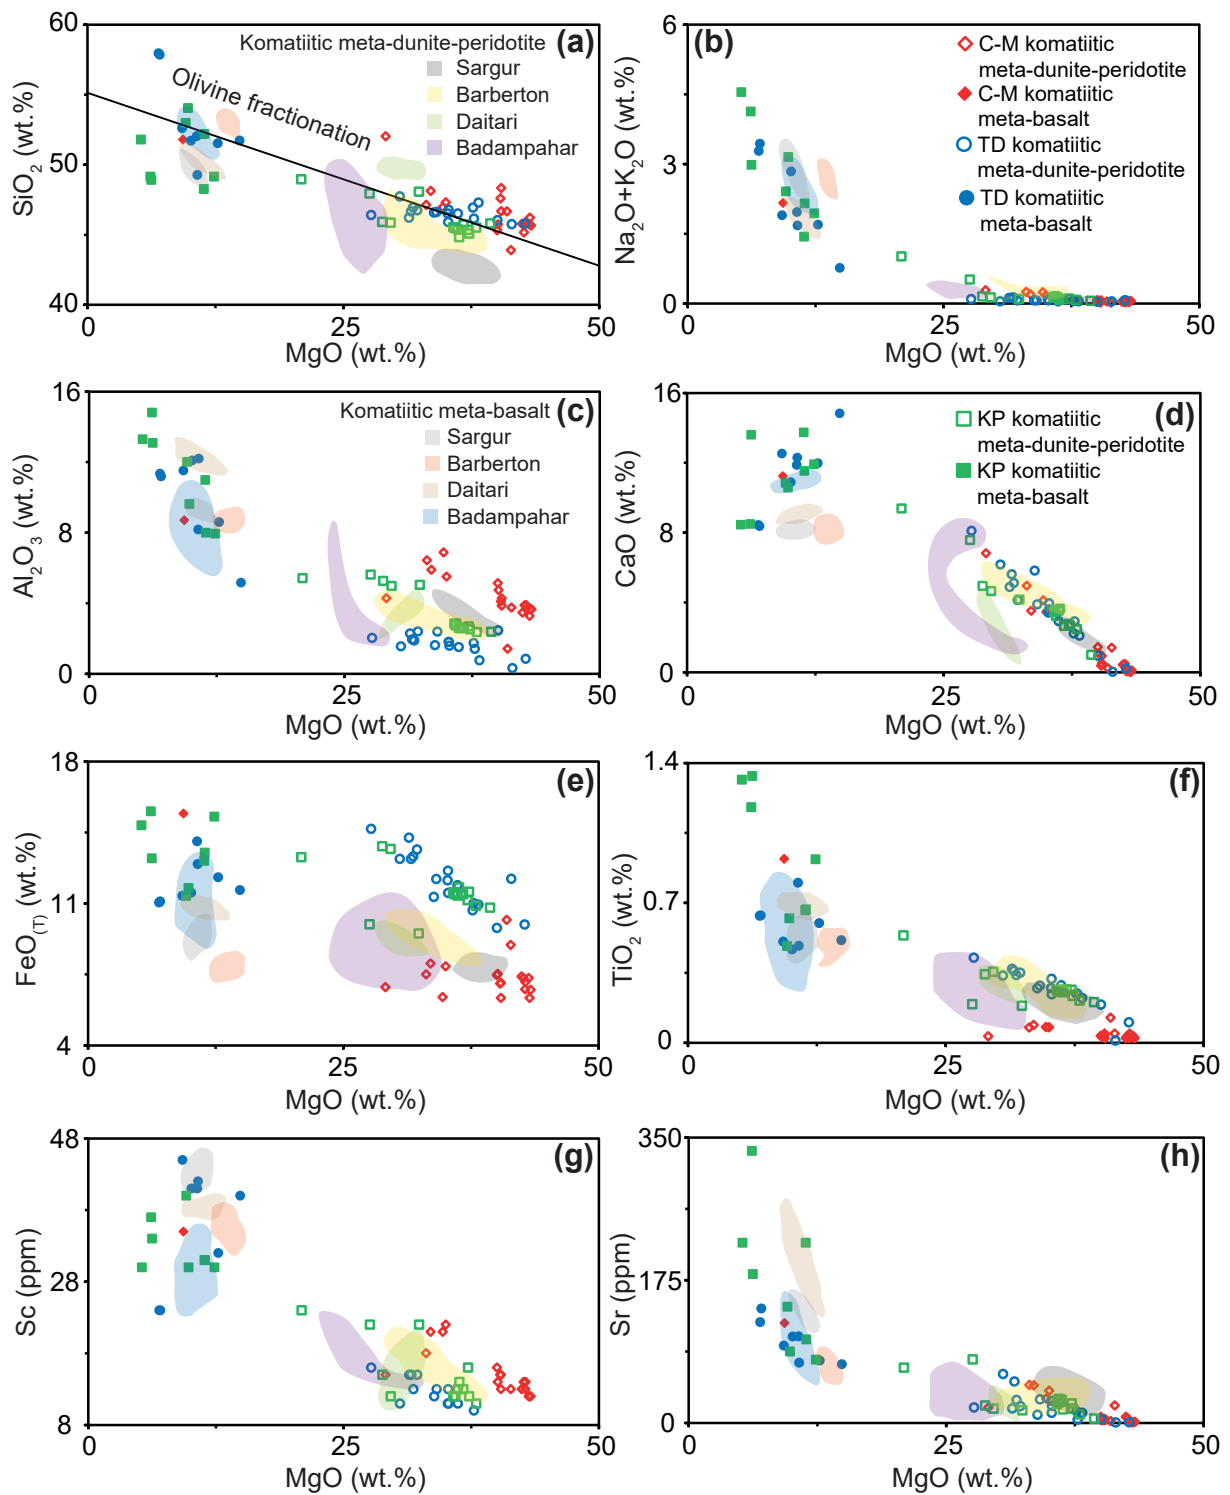 (a)
60
50
40
SiO2 (wt.%)
Komatiitic meta-dunite-peridotite
Sargur
Barberton
Daitari
Badampahar
Olivine fractionation
0
25
50
MgO (wt.%)
(b)
6
3
0
Na2O+K2O (wt.%)
C-M komatiitic
meta-dunite-peridotite
C-M komatiitic
meta-basalt
TD komatiitic
meta-dunite-peridotite
TD komatiitic
meta-basalt
0
25
50
MgO (wt.%)
(c)
16
8
0
Al2O3 (wt.%)
Komatiitic meta-basalt
Sargur
Barberton
Daitari
Badampahar
0
25
50
MgO (wt.%)
(d)
16
8
0
CaO (wt.%)
KP komatiitic
meta-dunite-peridotite
KP komatiitic
meta-basalt
0
25
50
MgO (wt.%)
(e)
18
11
4
FeO(T) (wt.%)
0
25
50
MgO (wt.%)
(f)
1.4
0.7
0
TiO2 (wt.%)
0
25
50
MgO (wt.%)
(g)
48
28
8
Sc (ppm)
0
25
50
MgO (wt.%)
(h)
350
175
0
Sr (ppm)
0
25
50
MgO (wt.%)